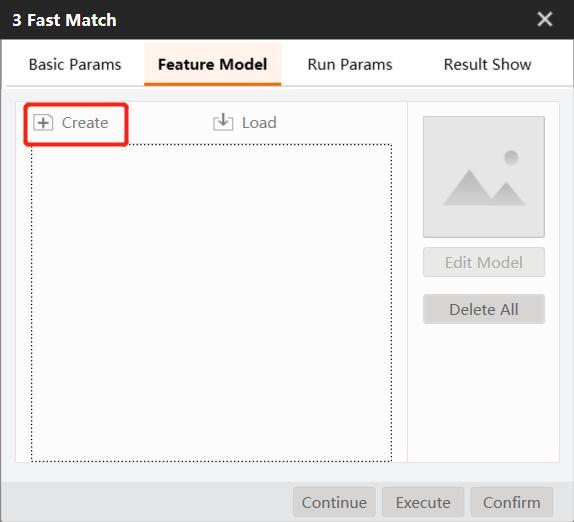 3 Fast Match
Basic Params Feature Model Run Params Result Show
Create Load
Edit Model
Delete All
Continue Execute Confirm